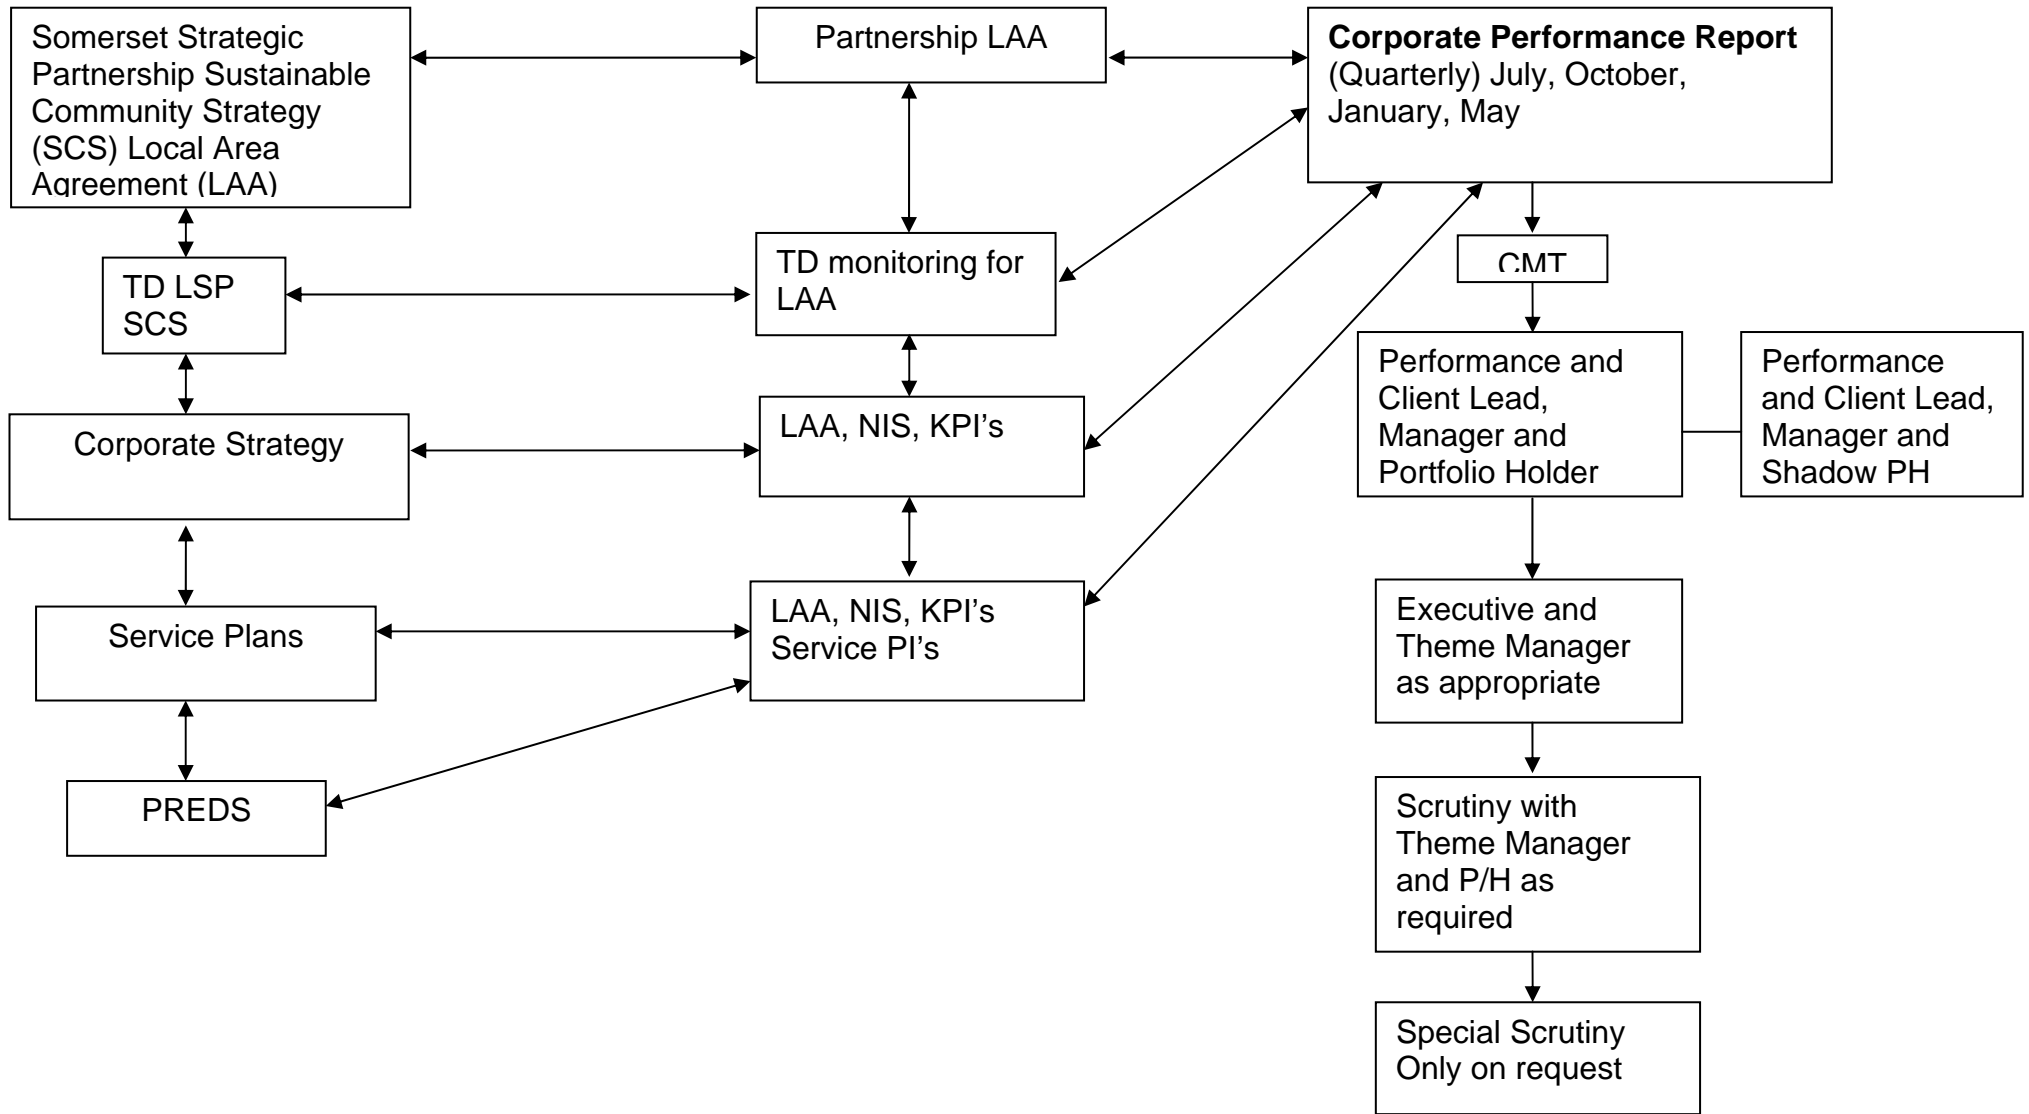 Somerset Strategic
Partnership Sustainable
Community Strategy
(SCS) Local Area
Agreement (LAA)
Partnership LAA
Corporate Performance Report
(Quarterly) July, October,
January, May
TD LSP
SCS
TD monitoring for
LAA
CMT
Corporate Strategy
LAA, NIS, KPI's
Performance and
Client Lead,
Manager and
Portfolio Holder
Performance
and Client Lead,
Manager and
Shadow PH
Service Plans
LAA, NIS, KPI's
Service PI's
Executive and
Theme Manager
as appropriate
PREDS
Scrutiny with
Theme Manager
and P/H as
required
Special Scrutiny
Only on request